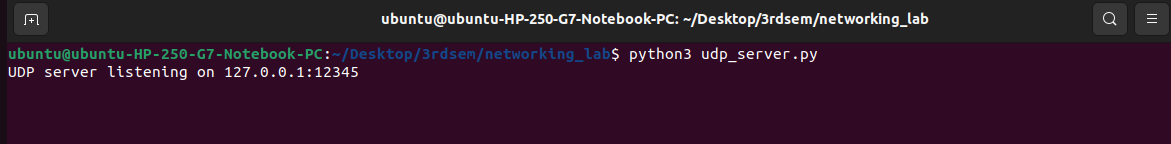 ubuntu@ubuntu-HP-250-G7-Notebook-PC: ~/Desktop/3rdsem/networking_lab
ubuntu@ubuntu-HP-250-G7-Notebook-PC:~/Desktop/3rdsem/networking_lab$ python3 udp_server.py
UDP server listening on 127.0.0.1:12345